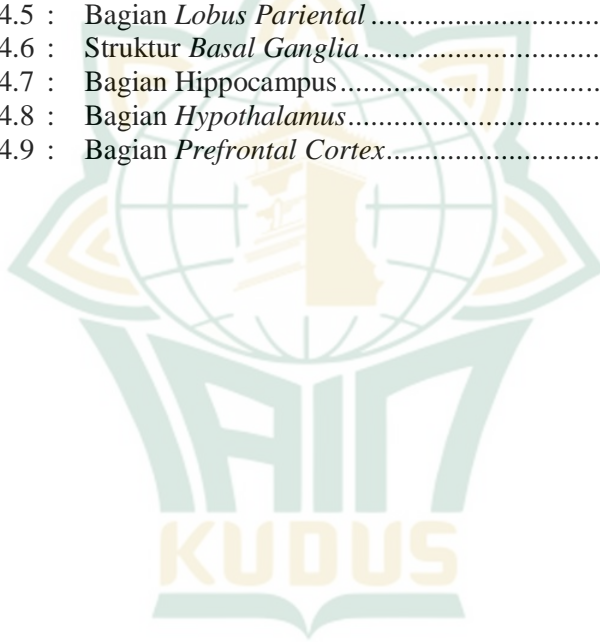 4.5 : Bagian Lobus Pariental ................................
4.6 : Struktur Basal Ganglia .................................
4.7 : Bagian Hippocampus....................................
4.8 : Bagian Hypothalamus...................................
4.9 : Bagian Prefrontal Cortex..............................
IAIN
KUDUS